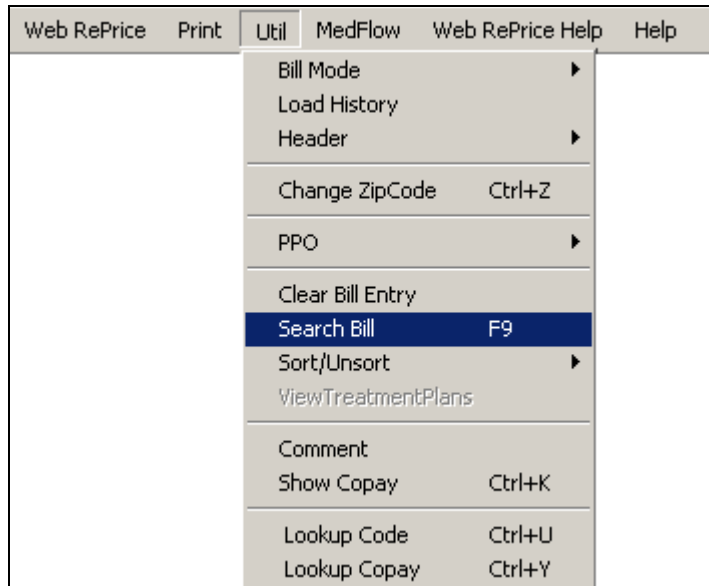 Web RePrice Print Util MedFlow Web RePrice Help Help
Bill Mode
Load History
Header
Change ZipCode Ctrl+Z
PPO
Clear Bill Entry
Search Bill F9
Sort/Unsort
ViewTreatmentPlans
Comment
Show Copay Ctrl+K
Lookup Code Ctrl+U
Lookup Copay Ctrl+Y